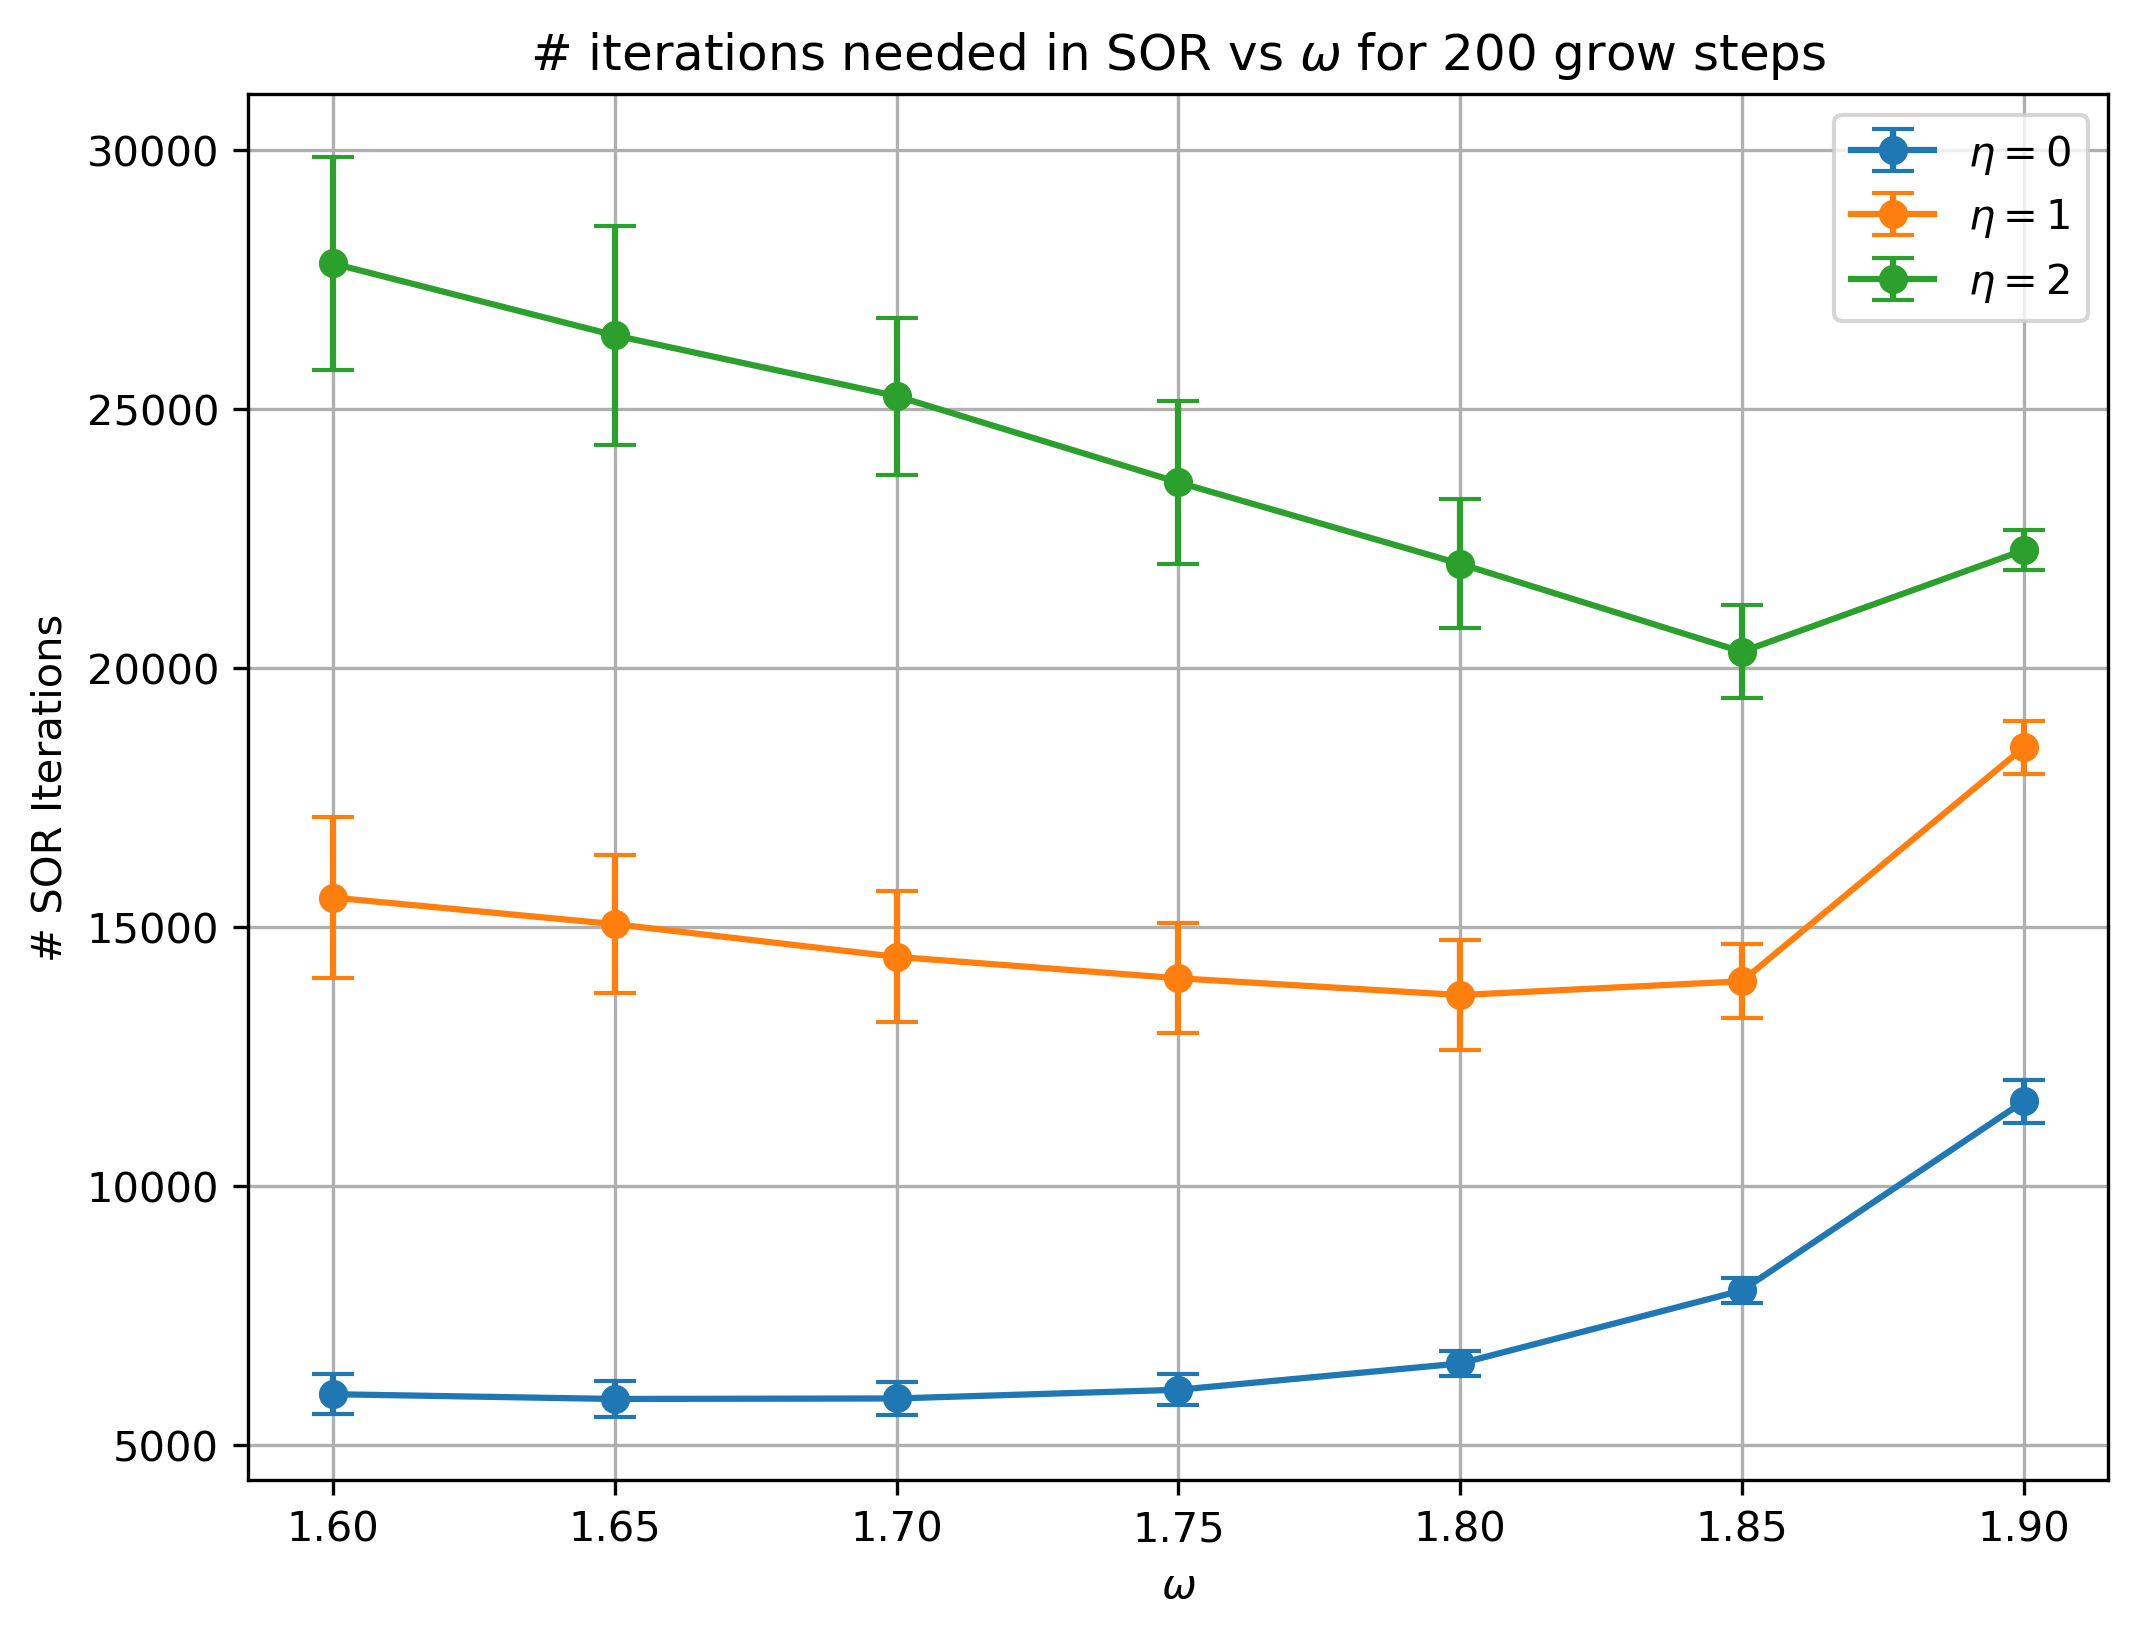 # iterations needed in SOR vs ω for 200 grow steps
η = 0
η = 1
η = 2
30000
25000
20000
15000
10000
5000
# SOR Iterations
1.60 1.65 1.70 1.75 1.80 1.85 1.90
ω